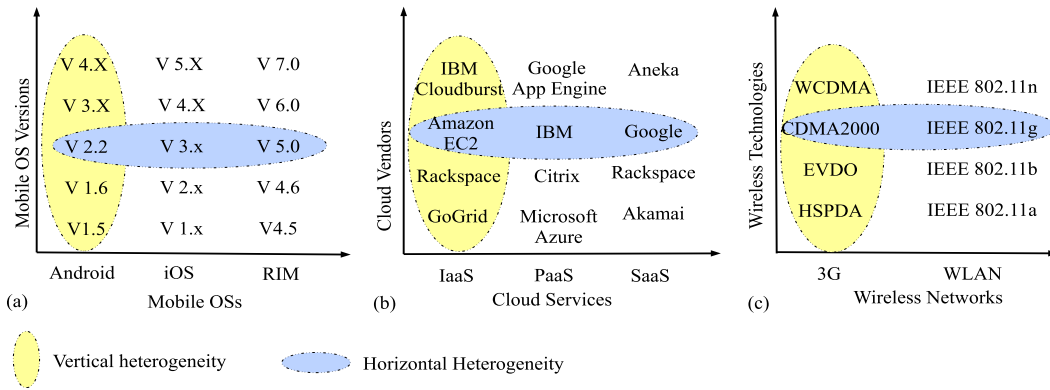 Mobile OS Versions
V 4.X V 5.X V 7.0
V 3.X V 4.X V 6.0
V 2.2 V 3.x V 5.0
V 1.6 V 2.x V 4.6
V1.5 V 1.x V4.5
Android iOS RIM
(a) Mobile OSs
Cloud Vendors
IBM Google Aneka
Cloudburst App Engine
Amazon IBM Google
EC2
Rackspace Citrix Rackspace
GoGrid Microsoft Akamai
Azure
IaaS PaaS SaaS
(b) Cloud Services
Wireless Technologies
WCDMA IEEE 802.11n
CDMA2000 IEEE 802.11g
EVDO IEEE 802.11b
HSPDA IEEE 802.11a
3G WLAN
(c) Wireless Networks
Vertical heterogeneity Horizontal Heterogeneity